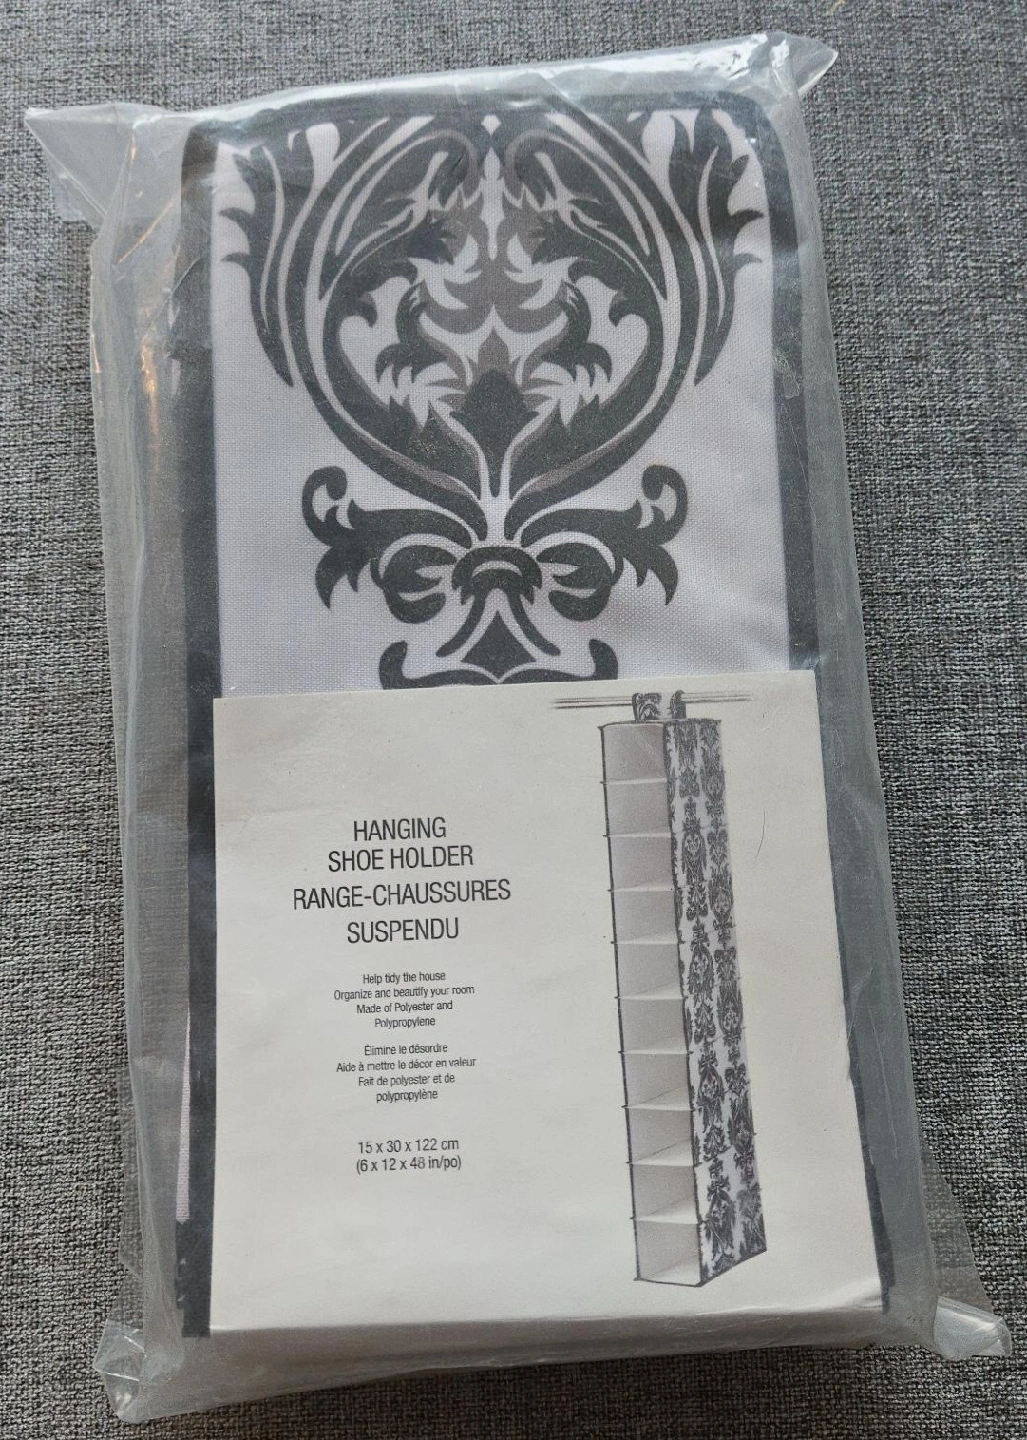 HANGING
SHOE HOLDER
RANGE-CHAUSSURES
SUSPENDU
Help tidy the house
Organize and beautify your room
Made of Polyester and
Polypropylene
Élimine le désordre
Aide à mettre le décor en valeur
Fait de polyester et de
polypropylène
15 x 30 x 122 cm
(6 x 12 x 48 in/po)